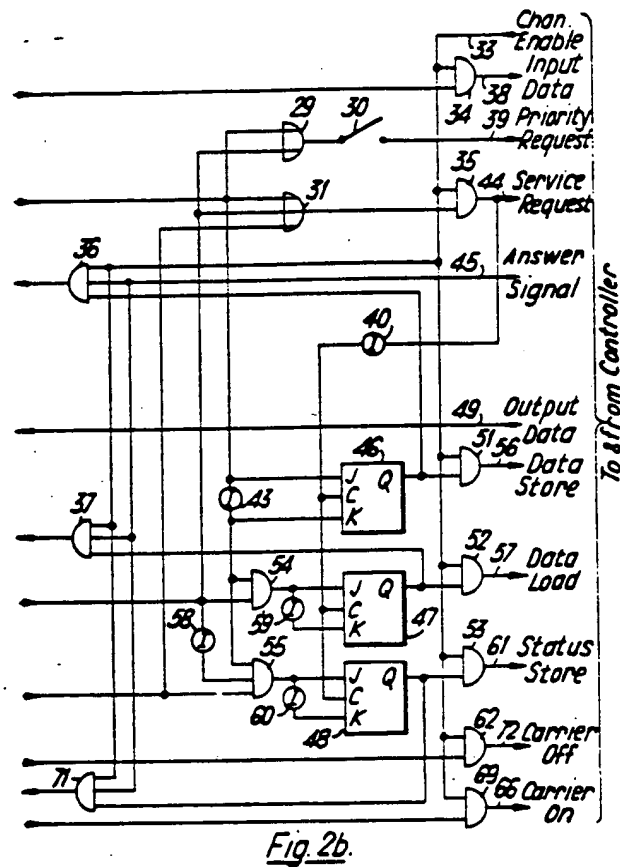 Chan.
33 Enable
Input
34 38 Data
29 30 39 Priority
Request
35
44 Service
Request
31
36
45 Answer
Signal
40
I
To & from Controller
49 Output
Data
46 51 56 Data
Store
J Q
I 43 C
K
37
54 52 57 Data
Load
J Q
58 I 59 I C
K 47
55 53 61 Status
Store
J Q
60 I C
48 K
62 72 Carrier
Off
71
69 66 Carrier
On
Fig. 2b.